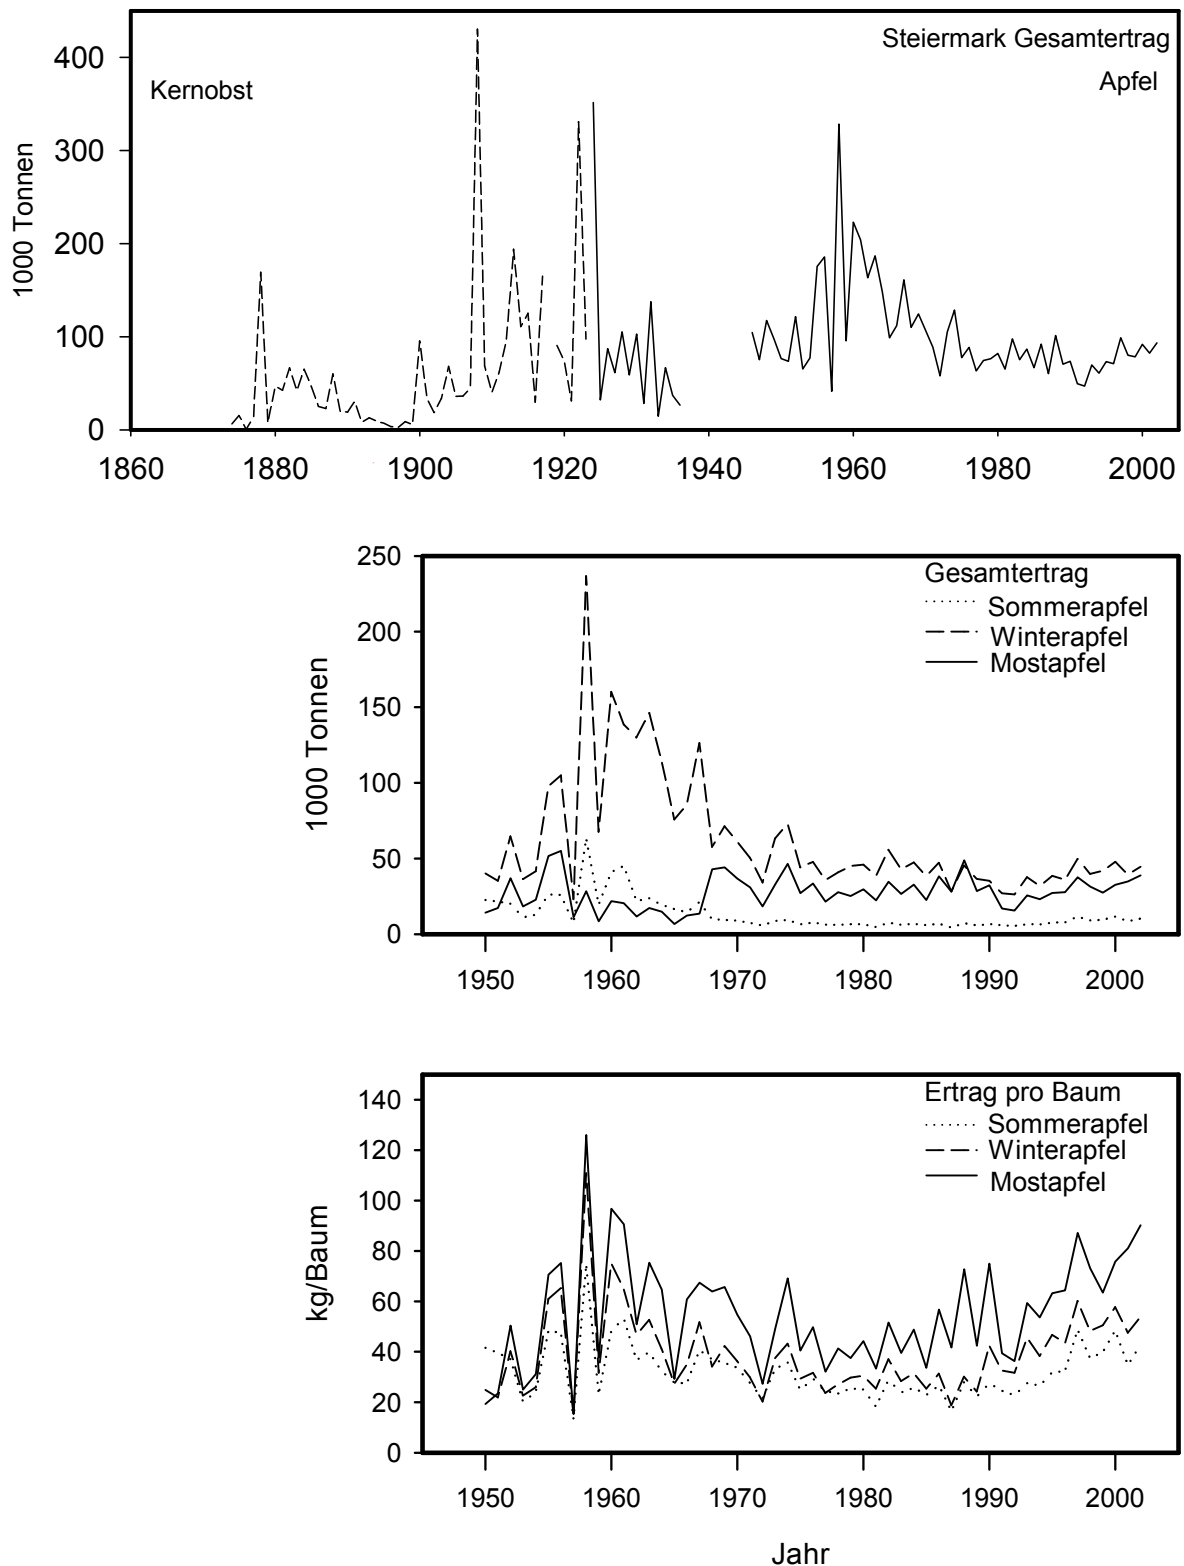 Steiermark Gesamtertrag
Apfel
Kernobst
1000 Tonnen
400
300
200
100
0
1860 1880 1900 1920 1940 1960 1980 2000
Gesamtertrag
Sommerapfel
Winterapfel
Mostapfel
1000 Tonnen
250
200
150
100
50
0
1950 1960 1970 1980 1990 2000
Ertrag pro Baum
Sommerapfel
Winterapfel
Mostapfel
kg/Baum
140
120
100
80
60
40
20
0
1950 1960 1970 1980 1990 2000
Jahr